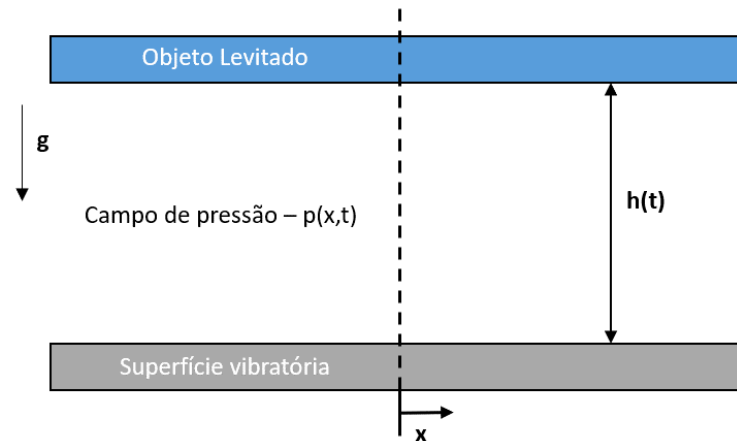 Objeto Levitado
g
Campo de pressão – p(x,t)
h(t)
Superfície vibratória
x